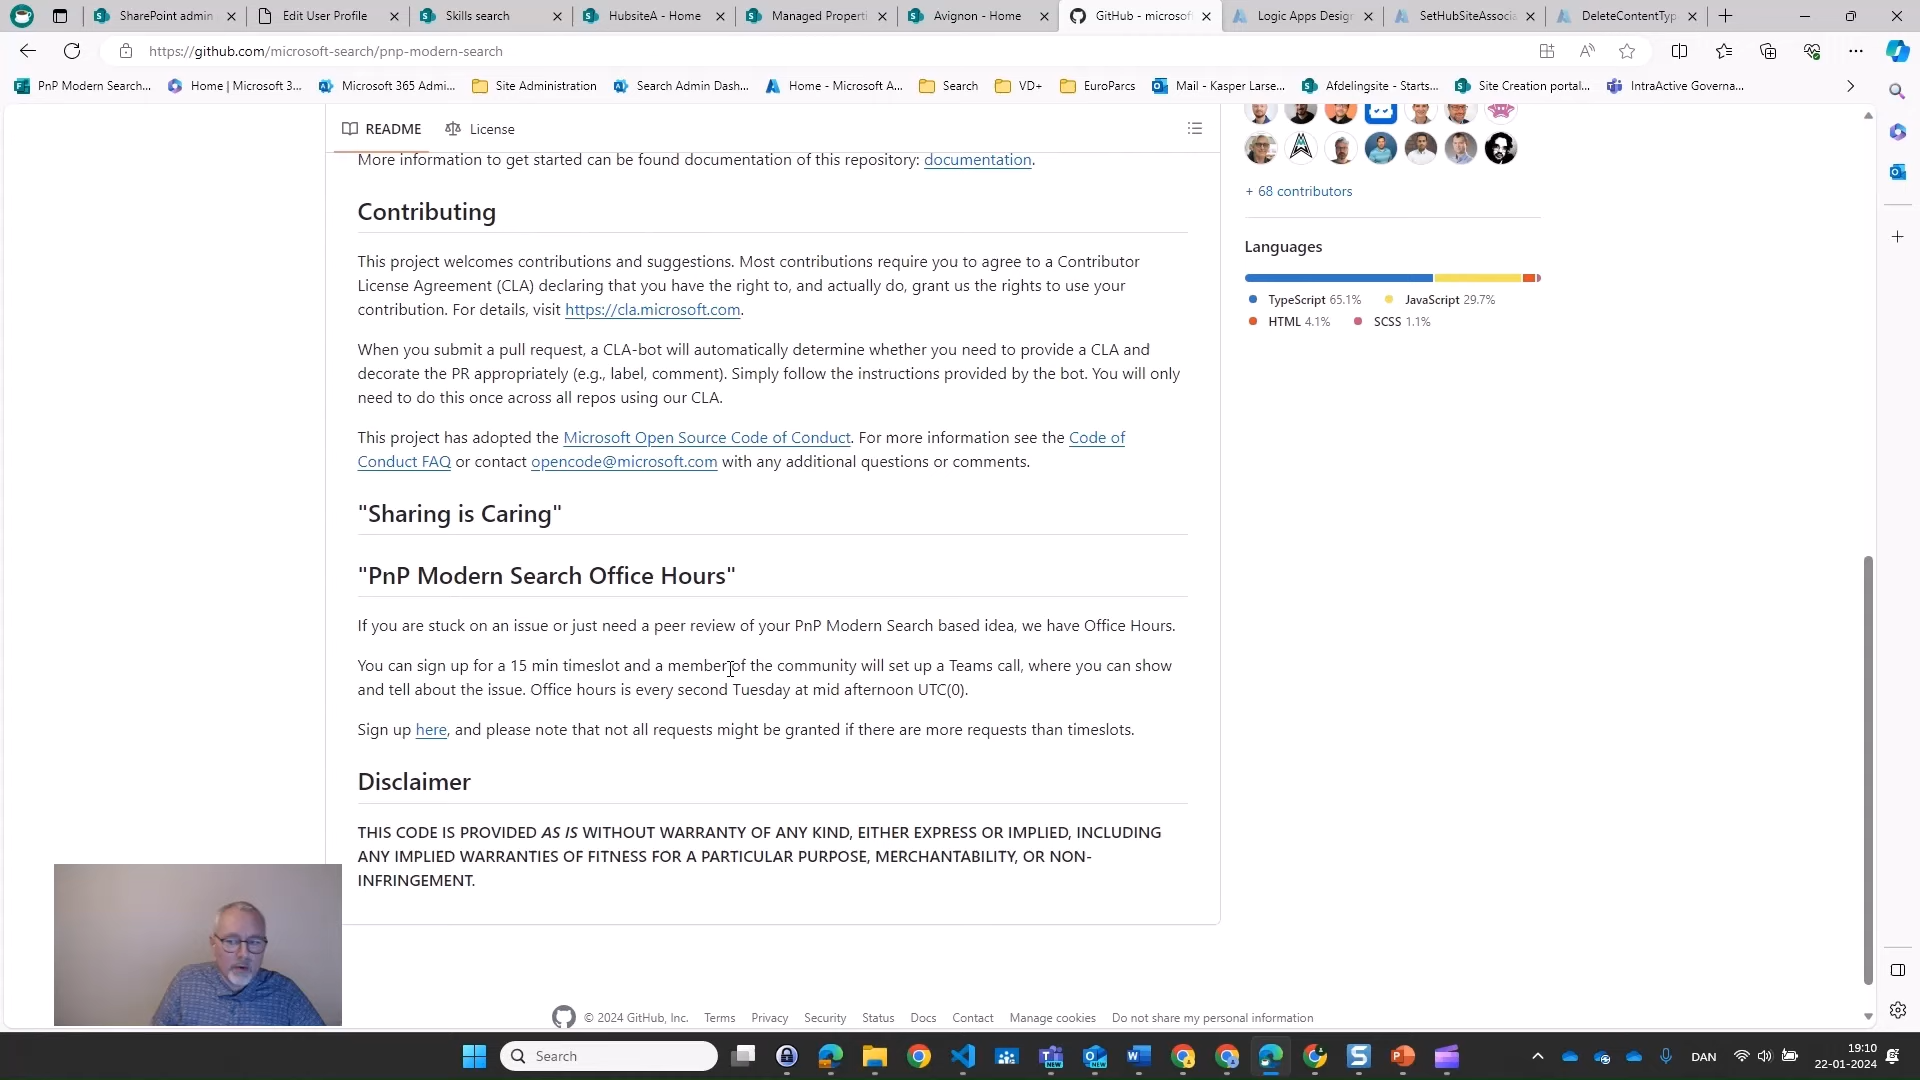 SharePoint admin
Edit User Profile
Skills search
HubsiteA - Home
Managed Properti
Avignon - Home
GitHub - microsof
Logic Apps Desig
SetHubSiteAssocia
DeleteContentTyp
https://github.com/microsoft-search/pnp-modern-search
PnP Modern Search...
Home | Microsoft 3...
Microsoft 365 Admi...
Site Administration
Search Admin Dash...
Home - Microsoft A...
Search
VD+
EuroParcs
Mail - Kasper Larse...
Afdelingsite - Starts...
Site Creation portal...
IntraActive Governa...
README
License
More information to get started can be found documentation of this repository: documentation.
Contributing
This project welcomes contributions and suggestions. Most contributions require you to agree to a Contributor
License Agreement (CLA) declaring that you have the right to, and actually do, grant us the rights to use your
contribution. For details, visit https://cla.microsoft.com.
When you submit a pull request, a CLA-bot will automatically determine whether you need to provide a CLA and
decorate the PR appropriately (e.g., label, comment). Simply follow the instructions provided by the bot. You will only
need to do this once across all repos using our CLA.
This project has adopted the Microsoft Open Source Code of Conduct. For more information see the Code of
Conduct FAQ or contact opencode@microsoft.com with any additional questions or comments.
"Sharing is Caring"
"PnP Modern Search Office Hours"
If you are stuck on an issue or just need a peer review of your PnP Modern Search based idea, we have Office Hours.
You can sign up for a 15 min timeslot and a member of the community will set up a Teams call, where you can show
and tell about the issue. Office hours is every second Tuesday at mid afternoon UTC(0).
Sign up here, and please note that not all requests might be granted if there are more requests than timeslots.
Disclaimer
THIS CODE IS PROVIDED AS IS WITHOUT WARRANTY OF ANY KIND, EITHER EXPRESS OR IMPLIED, INCLUDING
ANY IMPLIED WARRANTIES OF FITNESS FOR A PARTICULAR PURPOSE, MERCHANTABILITY, OR NON-
INFRINGEMENT.
+ 68 contributors
Languages
TypeScript 65.1%
JavaScript 29.7%
HTML 4.1%
SCSS 1.1%
© 2024 GitHub, Inc.
Terms
Privacy
Security
Status
Docs
Contact
Manage cookies
Do not share my personal information
Search
DAN
19:10
22-01-2024